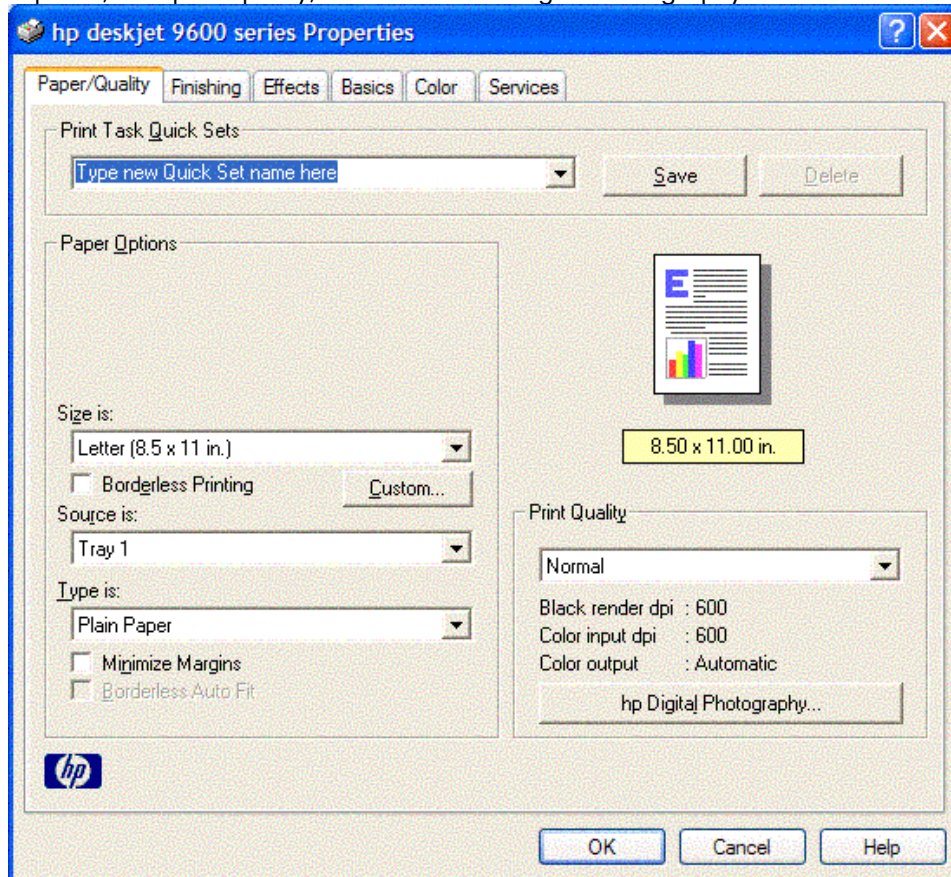 hp deskjet 9600 series Properties
Paper/Quality Finishing Effects Basics Color Services
Print Task Quick Sets
Type new Quick Set name here Save Delete
Paper Options
E
Size is:
Letter (8.5 x 11 in.)
8.50 x 11.00 in.
Borderless Printing Custom...
Source is:
Tray 1
Type is:
Plain Paper
Minimize Margins
Borderless Auto Fit
Print Quality
Normal
Black render dpi : 600
Color input dpi : 600
Color output : Automatic
hp Digital Photography...
hp
OK Cancel Help